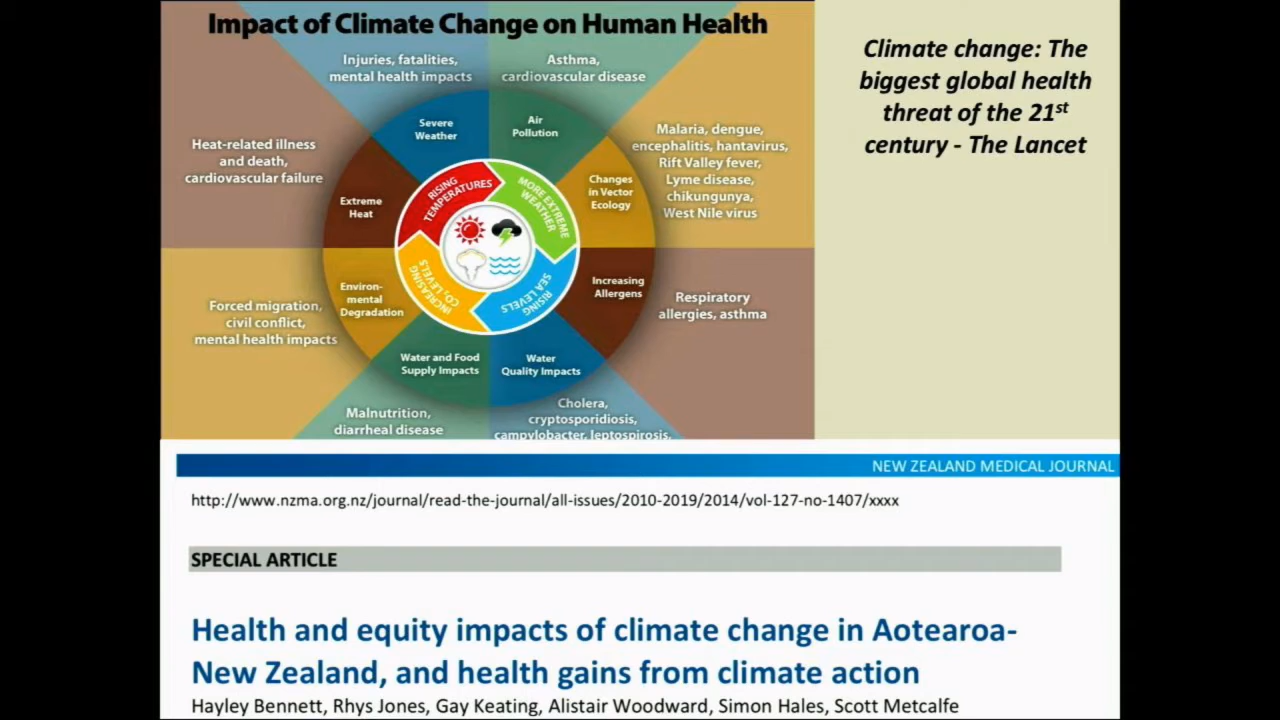 Impact of Climate Change on Human Health
Injuries, fatalities,
mental health impacts
Asthma,
cardiovascular disease
Heat-related illness
and death,
cardiovascular failure
Malaria, dengue,
encephalitis, hantavirus,
Rift Valley fever,
Lyme disease,
chikungunya,
West Nile virus
Forced migration,
civil conflict,
mental health impacts
Respiratory
allergies, asthma
Malnutrition,
diarrheal disease
Cholera,
cryptosporidiosis,
campylobacter, leptospirosis,
Severe
Weather
Air
Pollution
Extreme
Heat
Changes
in Vector
Ecology
Environ-
mental
Degradation
Increasing
Allergens
Water and Food
Supply Impacts
Water
Quality Impacts
RISING
TEMPERATURES
MORE EXTREME
WEATHER
RISING
SEA LEVELS
INCREASING
CO2 LEVELS
Climate change: The
biggest global health
threat of the 21st
century - The Lancet
NEW ZEALAND MEDICAL JOURNAL
http://www.nzma.org.nz/journal/read-the-journal/all-issues/2010-2019/2014/vol-127-no-1407/xxxx
SPECIAL ARTICLE
Health and equity impacts of climate change in Aotearoa-
New Zealand, and health gains from climate action
Hayley Bennett, Rhys Jones, Gay Keating, Alistair Woodward, Simon Hales, Scott Metcalfe